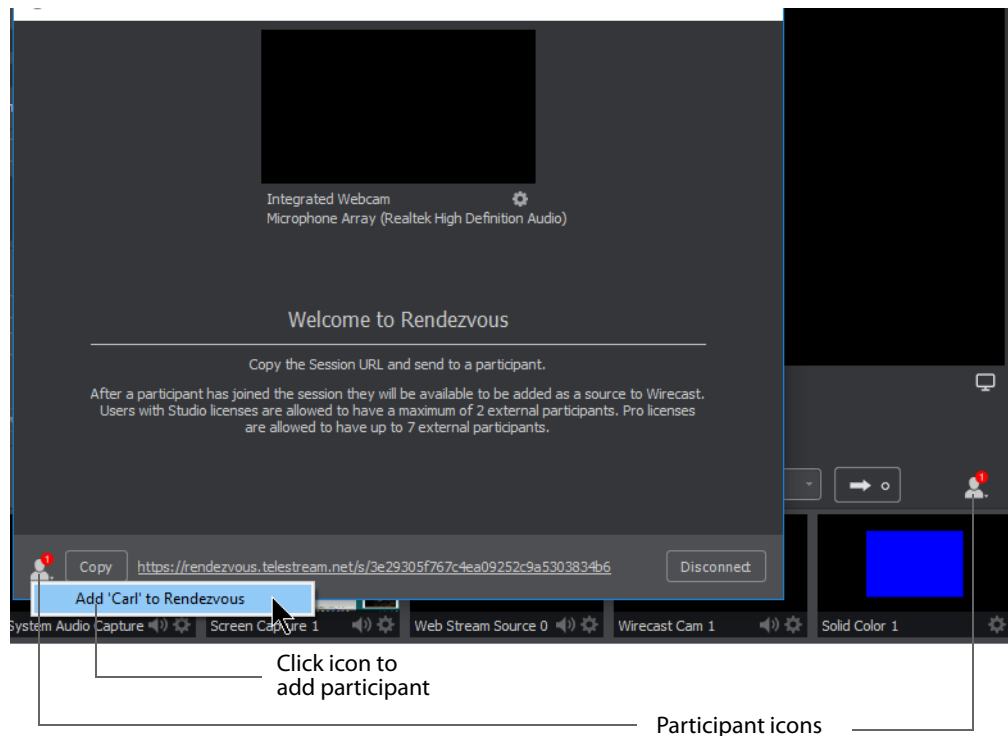 Integrated Webcam
Microphone Array (Realtek High Definition Audio)
Welcome to Rendezvous
Copy the Session URL and send to a participant.
After a participant has joined the session they will be available to be added as a source to Wirecast.
Users with Studio licenses are allowed to have a maximum of 2 external participants. Pro licenses
are allowed to have up to 7 external participants.
1
1
Copy https://rendezvous.telestream.net/s/3e29305f767c4ea09252c9a5303834b6 Disconnect
Add 'Carl' to Rendezvous
System Audio Capture Screen Capture 1 Web Stream Source 0 Wirecast Cam 1 Solid Color 1
Click icon to
add participant
Participant icons